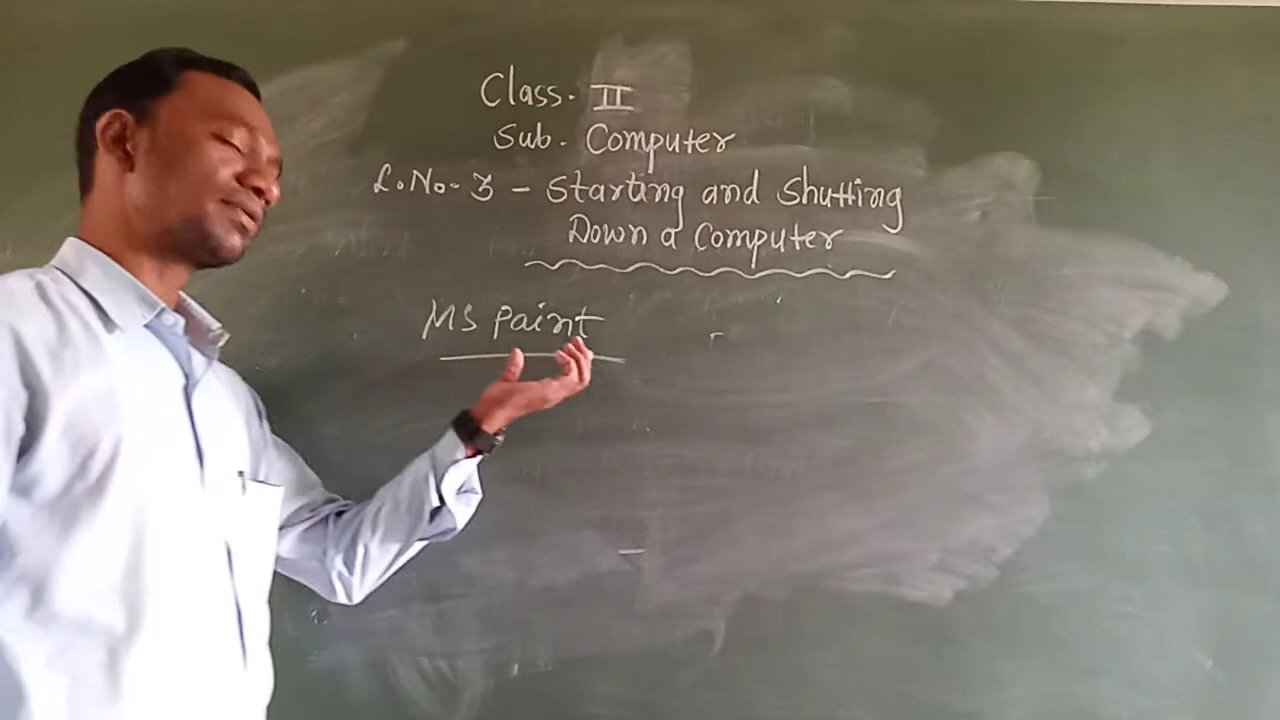 Class. II
Sub. Computer
L.No- 3 - Starting and Shutting
Down a Computer
MS Paint